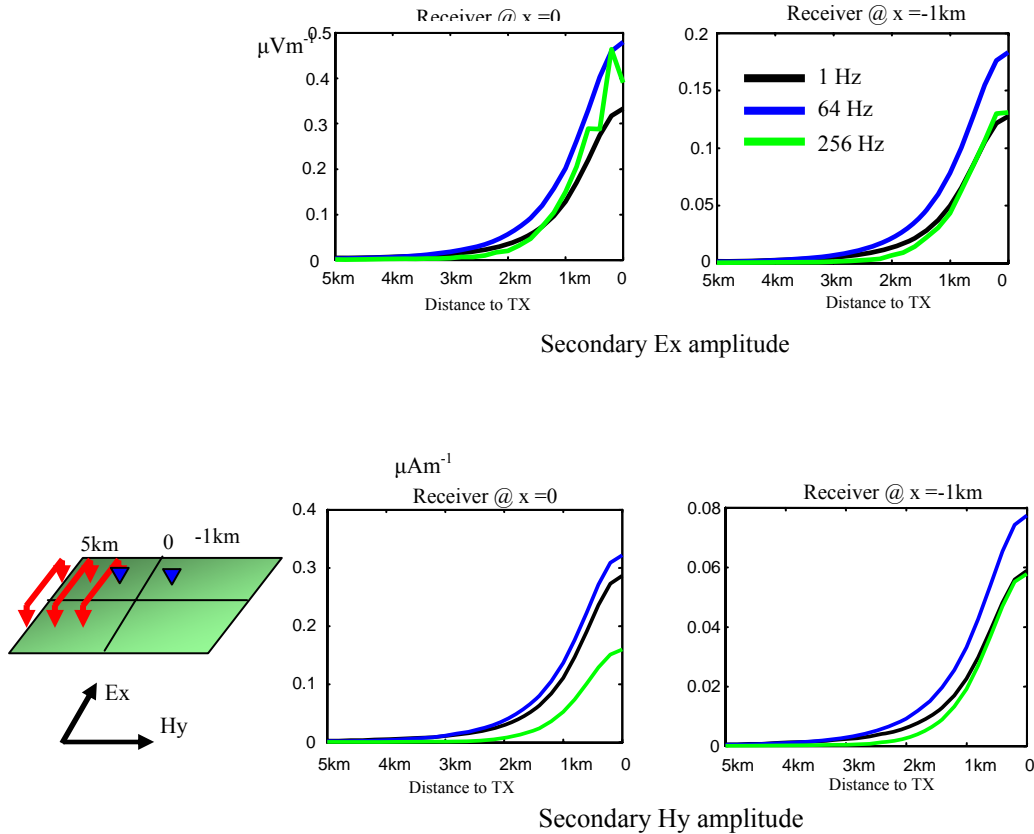 Receiver @ x =0
Receiver @ x =-1km
μVm-1
0.5
0.4
0.3
0.2
0.1
0
5km 4km 3km 2km 1km 0
Distance to TX
0.2
0.15
0.1
0.05
0
1 Hz
64 Hz
256 Hz
5km 4km 3km 2km 1km 0
Distance to TX
Secondary Ex amplitude
μAm-1
Receiver @ x =0
Receiver @ x =-1km
0.4
0.3
0.2
0.1
0
5km 4km 3km 2km 1km 0
Distance to TX
0.08
0.06
0.04
0.02
0
5km 4km 3km 2km 1km 0
Distance to TX
5km 0 -1km
Ex
Hy
Secondary Hy amplitude